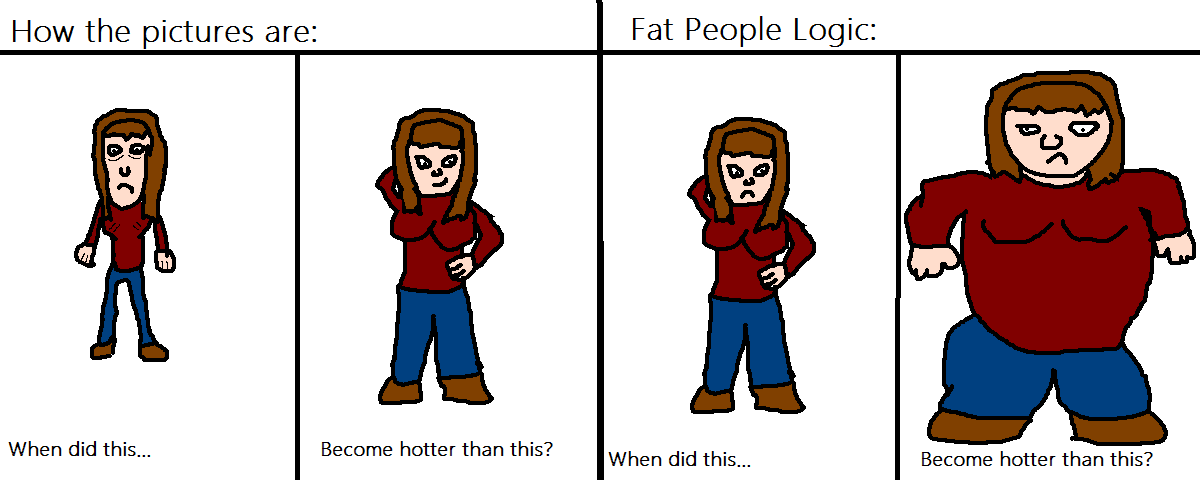 How the pictures are:
Fat People Logic:
When did this...
Become hotter than this?
When did this...
Become hotter than this?